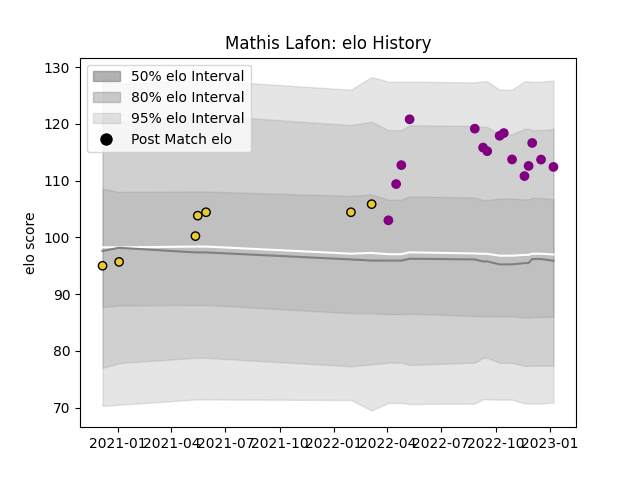 Mathis Lafon: elo History
50% elo Interval
80% elo Interval
95% elo Interval
Post Match elo
elo score
130
120
110
100
90
80
70
2021-01 2021-04 2021-07 2021-10 2022-01 2022-04 2022-07 2022-10 2023-01